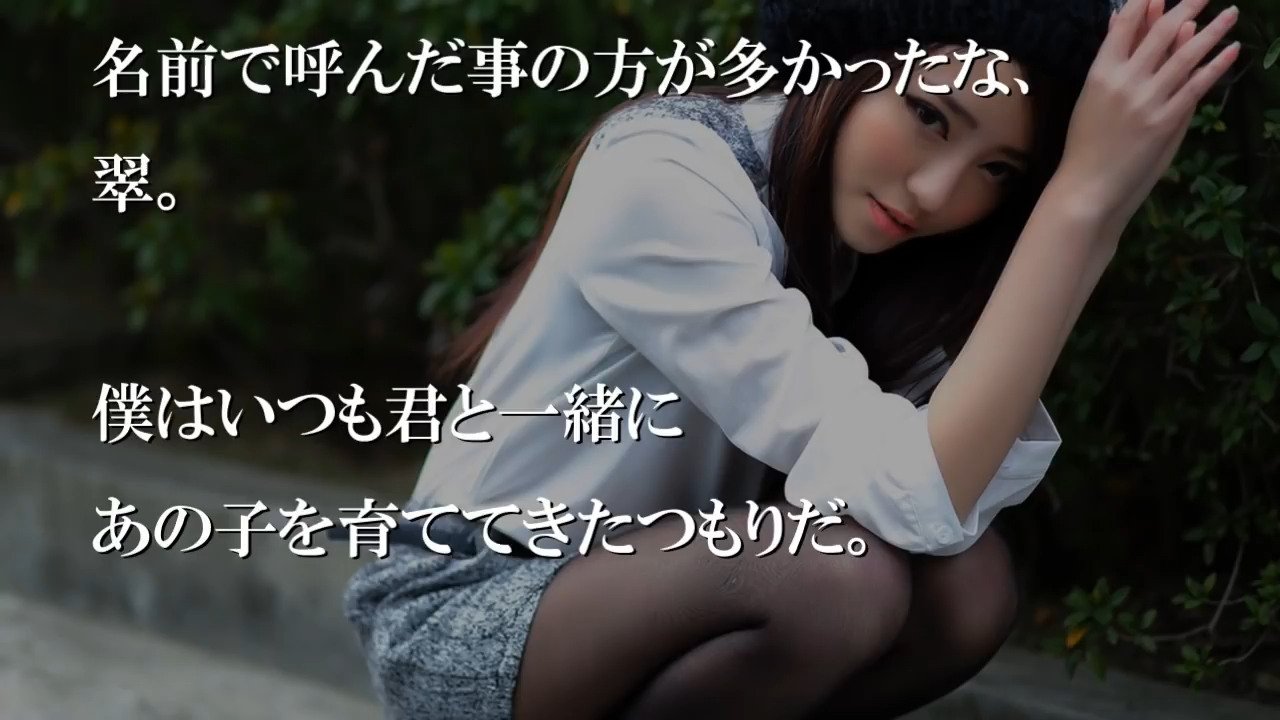 名前で呼んだ事の方が多かったな、
翠。
僕はいつも君と一緒に
あの子を育ててきたつもりだ。